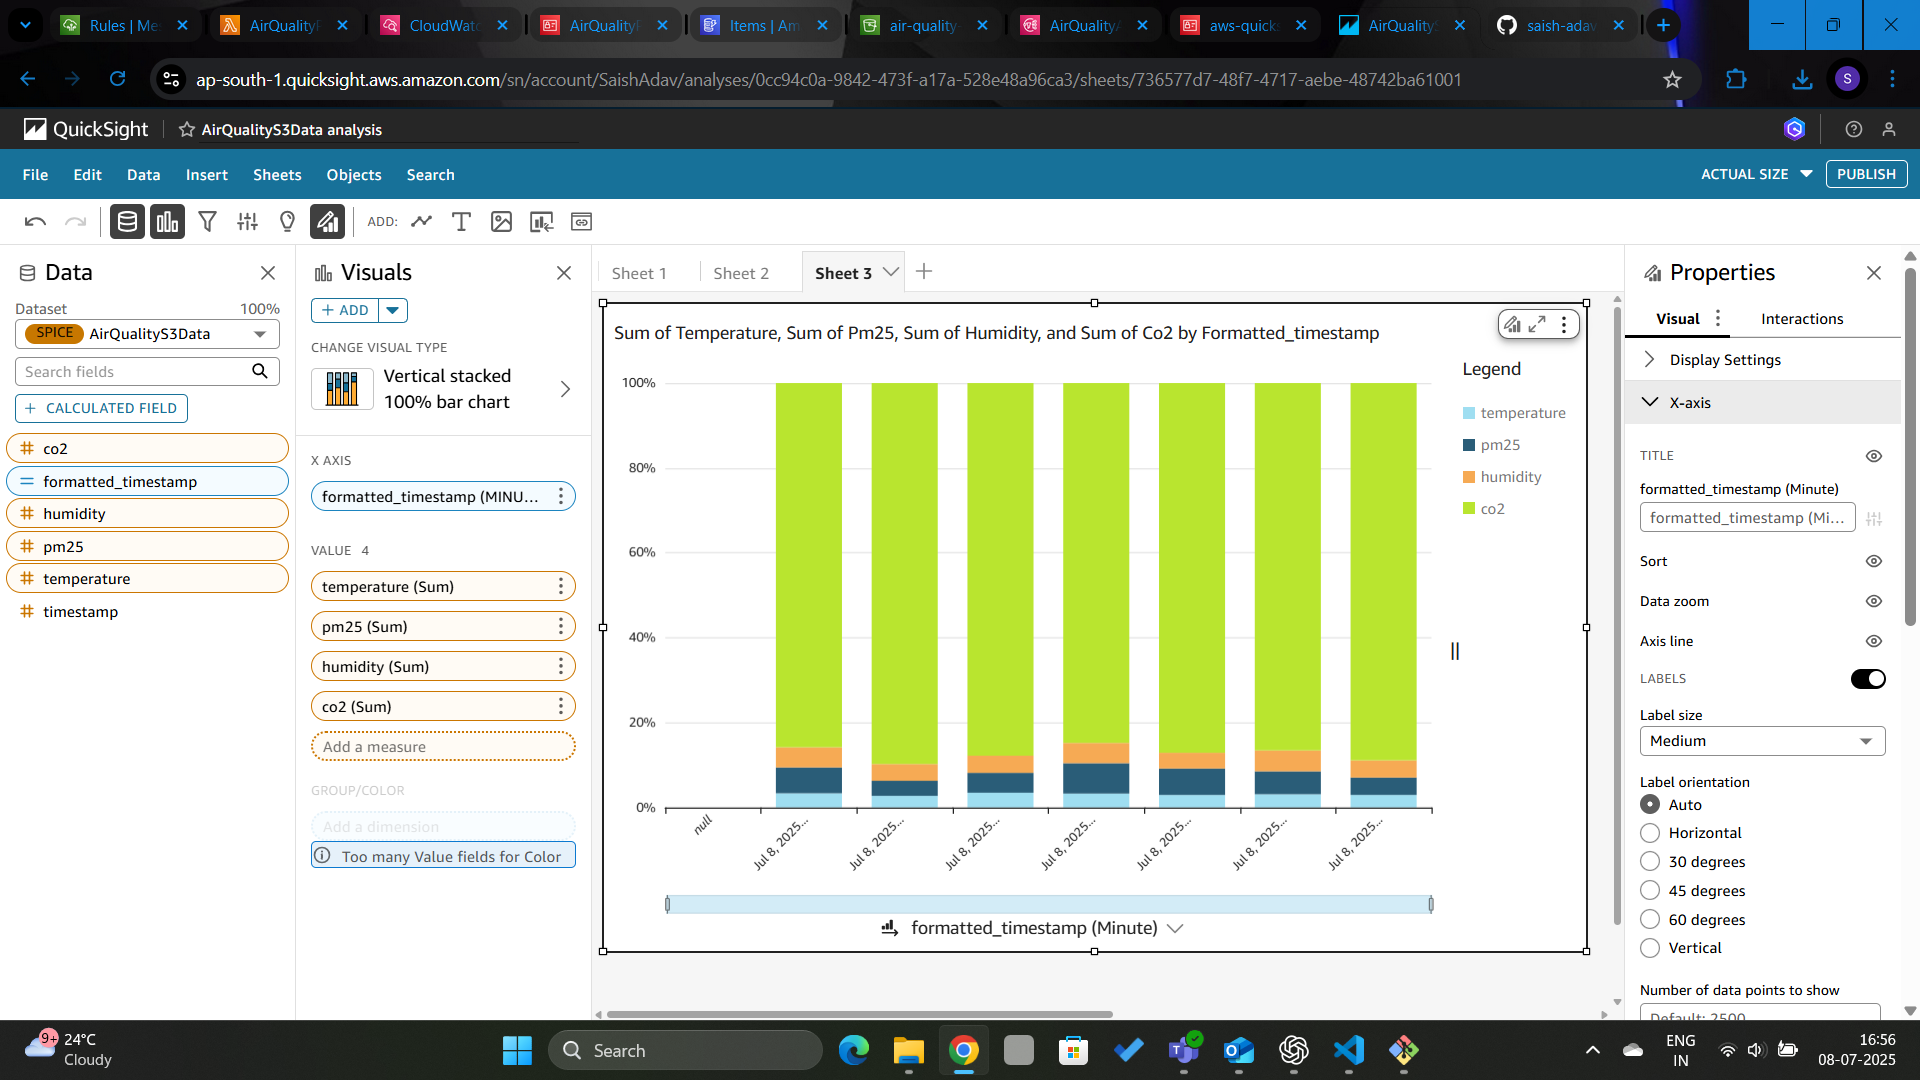 Rules | Me
AirQuality
CloudWat
AirQuality
Items | Am
air-quality
AirQuality
aws-quick
AirQuality
saish-adav
ap-south-1.quicksight.aws.amazon.com/sn/account/SaishAdav/analyses/0cc94c0a-9842-473f-a17a-528e48a96ca3/sheets/736577d7-48f7-4717-aebe-48742ba61001
S
QuickSight
AirQualityS3Data analysis
File Edit Data Insert Sheets Objects Search
ACTUAL SIZE
PUBLISH
ADD:
Data
Dataset 100%
SPICE AirQualityS3Data
Search fields
+ CALCULATED FIELD
co2
formatted_timestamp
humidity
pm25
temperature
timestamp
Visuals
+ ADD
CHANGE VISUAL TYPE
Vertical stacked
100% bar chart
X AXIS
formatted_timestamp (MINU...
VALUE 4
temperature (Sum)
pm25 (Sum)
humidity (Sum)
co2 (Sum)
Add a measure
GROUP/COLOR
Add a dimension
Too many Value fields for Color
Sheet 1
Sheet 2
Sheet 3
Sum of Temperature, Sum of Pm25, Sum of Humidity, and Sum of Co2 by Formatted_timestamp
100%
80%
60%
40%
20%
0%
null
Jul 8, 2025...
Jul 8, 2025...
Jul 8, 2025...
Jul 8, 2025...
Jul 8, 2025...
Jul 8, 2025...
Jul 8, 2025...
formatted_timestamp (Minute)
Legend
temperature
pm25
humidity
co2
Properties
Visual
Interactions
Display Settings
X-axis
TITLE
formatted_timestamp (Minute)
formatted_timestamp (Mi...
Sort
Data zoom
Axis line
LABELS
Label size
Medium
Label orientation
Auto
Horizontal
30 degrees
45 degrees
60 degrees
Vertical
Number of data points to show
Default: 2500
9+
24°C
Cloudy
Search
ENG
IN
16:56
08-07-2025